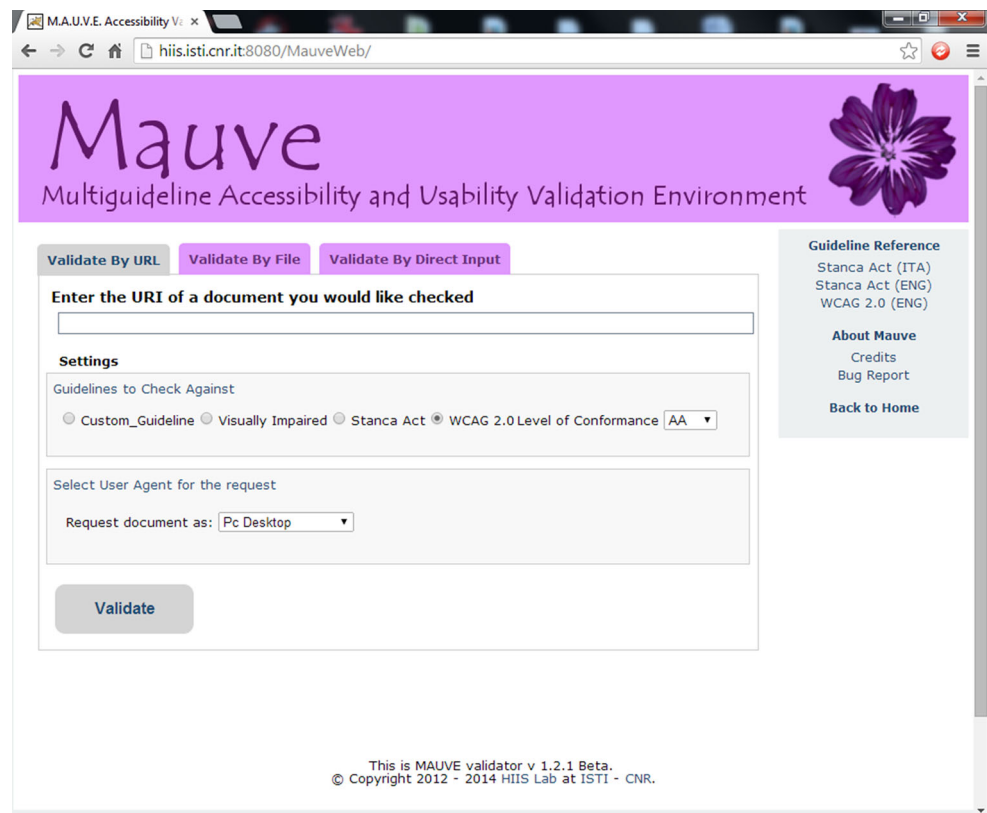 M.A.U.V.E. Accessibility Va
hiis.isti.cnr.it:8080/MauveWeb/
Mauve
Multiguideline Accessibility and Usability Validation Environment
Validate By URL Validate By File Validate By Direct Input
Enter the URI of a document you would like checked
Settings
Guidelines to Check Against
Custom_Guideline Visually Impaired Stanca Act WCAG 2.0 Level of Conformance AA
Select User Agent for the request
Request document as: Pc Desktop
Validate
Guideline Reference
Stanca Act (ITA)
Stanca Act (ENG)
WCAG 2.0 (ENG)
About Mauve
Credits
Bug Report
Back to Home
This is MAUVE validator v 1.2.1 Beta.
© Copyright 2012 - 2014 HIIS Lab at ISTI - CNR.